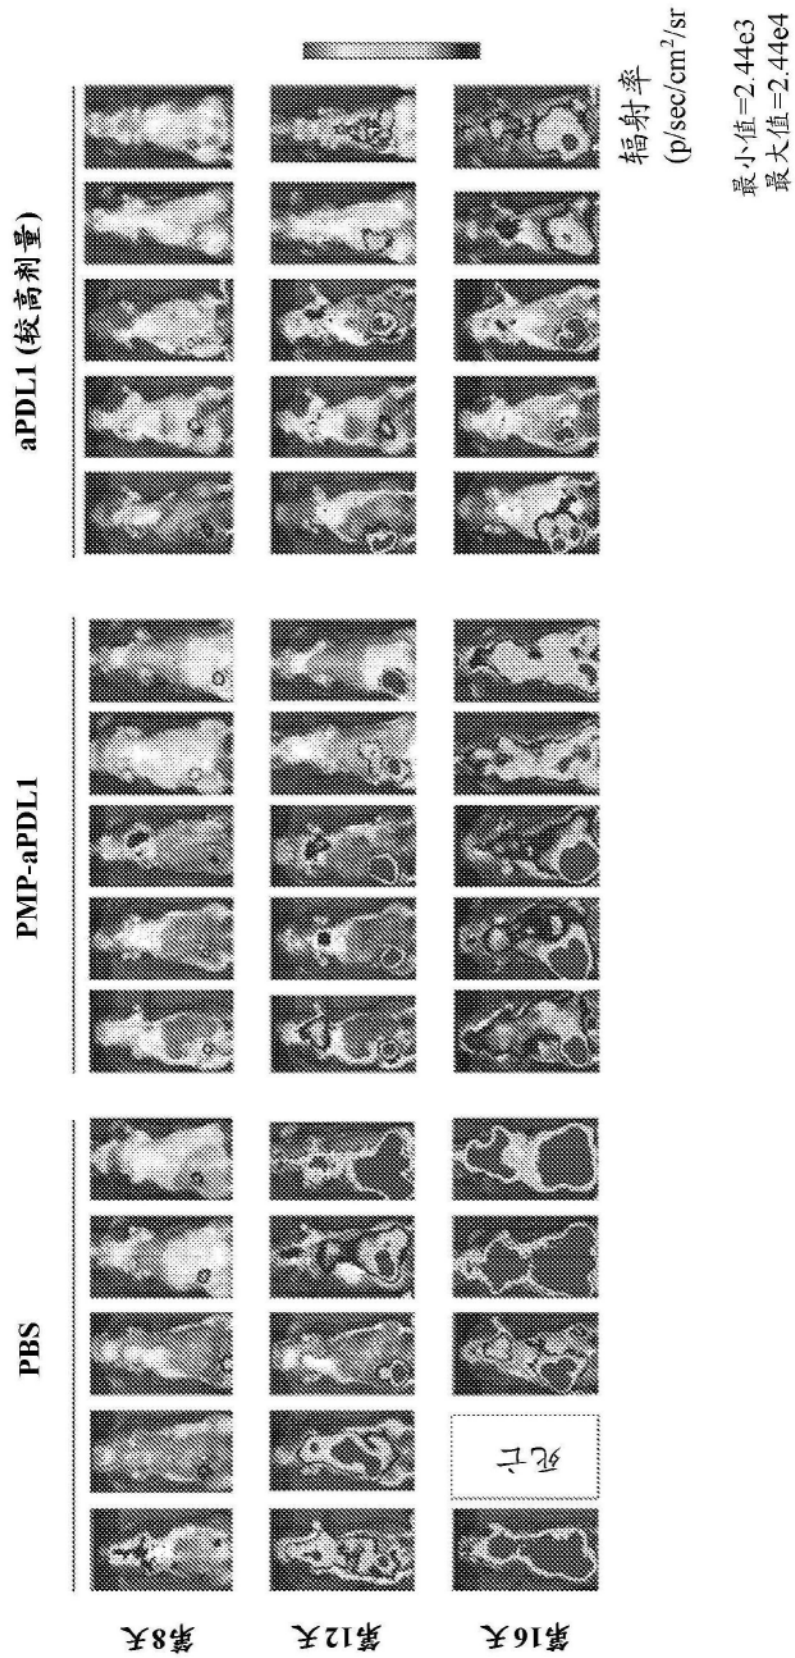 PBS
PMP-aPDL1
aPDL1 (较高剂量)
第8天
第12天
第16天
死亡
辐射率
(p/sec/cm²/sr
最小值=2.44e3
最大值=2.44e4